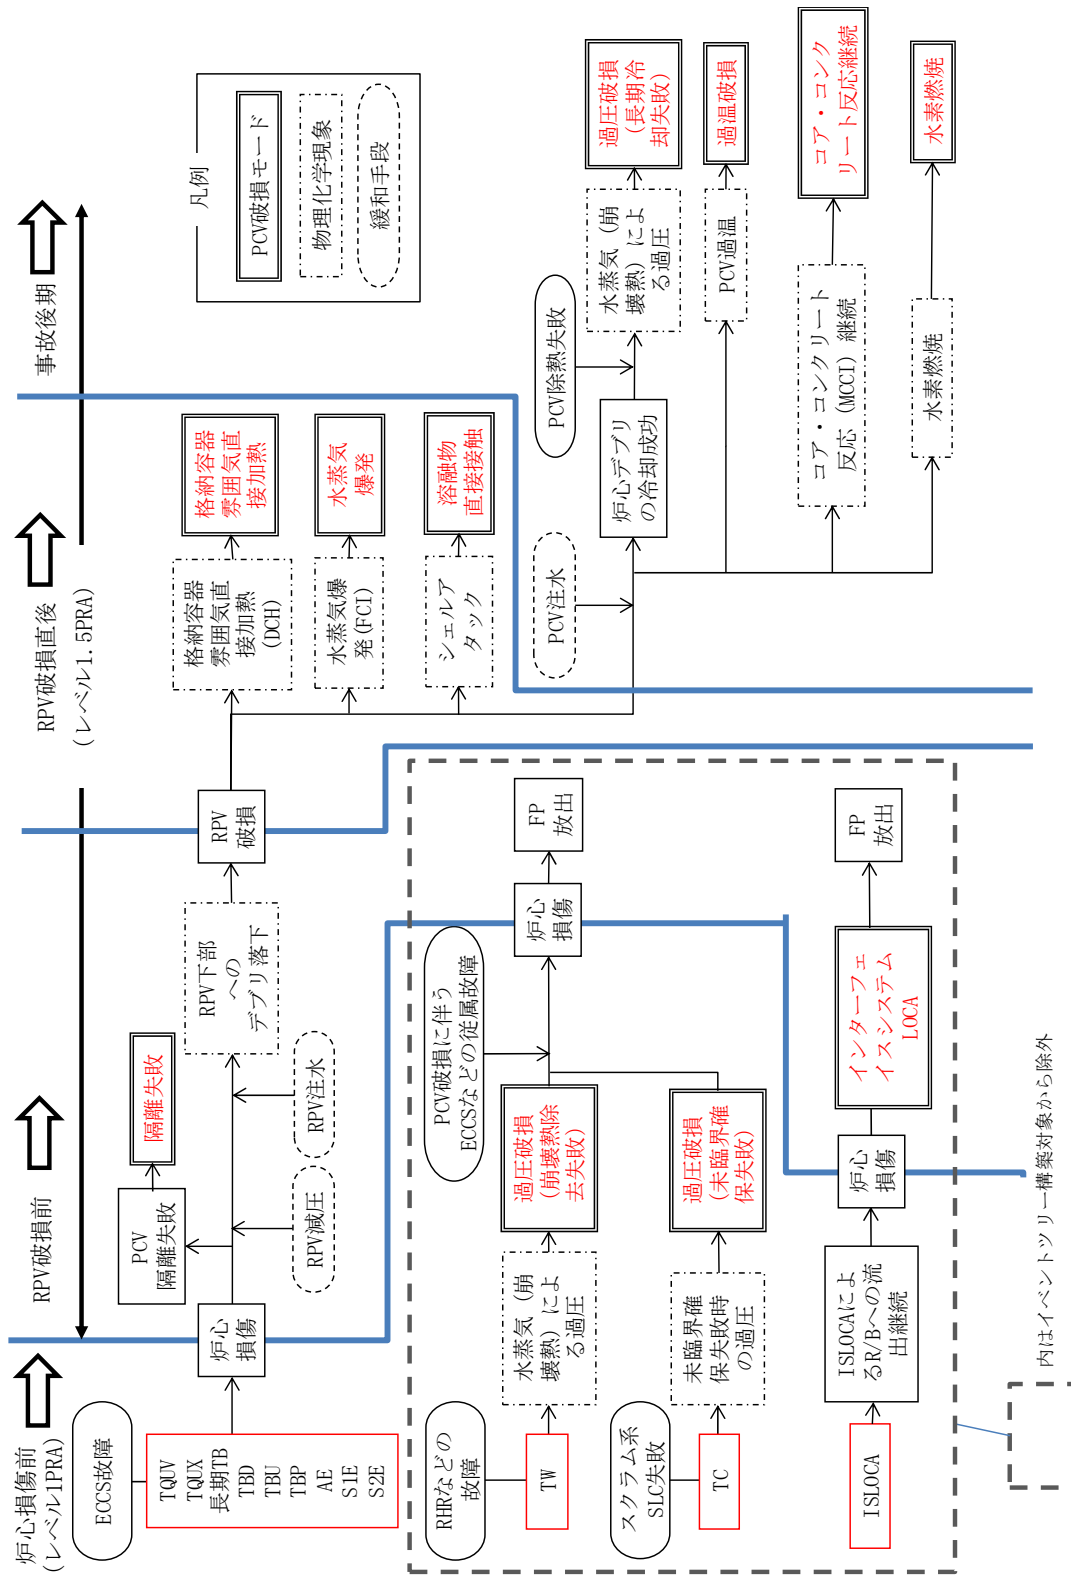 炉心損傷前
(レベル1PRA)
RPV破損前
RPV破損直後
(レベル1.5PRA)
事故後期
凡例
PCV破損モード
物理化学現象
緩和手段
ECCS故障
TQUV
TQUX
長期TB
TBD
TBU
TBP
AE
S1E
S2E
炉心
損傷
PCV
隔離失敗
隔離失敗
RPV減圧
RPV注水
RPV下部
への
デブリ落下
RPV
破損
格納容器
雰囲気直
接加熱
(DCH)
格納容器
雰囲気直
接加熱
水蒸気爆
発(FCI)
水蒸気
爆発
シェルア
タック
溶融物
直接接触
PCV注水
炉心デブリ
の冷却成功
PCV除熱失敗
水蒸気（崩
壊熱）によ
る過圧
過圧破損
（長期冷
却失敗）
PCV過温
過温破損
コア・コンクリート
反応（MCCI）継続
コア・コンク
リート反応継続
水素燃焼
水素燃焼
RHRなどの
故障
TW
水蒸気（崩
壊熱）によ
る過圧
過圧破損
（崩壊熱除
去失敗）
PCV破損に伴う
ECCSなどの従属故障
炉心
損傷
FP
放出
スクラム系
SLC失敗
TC
未臨界確
保失敗時
の過圧
過圧破損
（未臨界確
保失敗）
ISLOCA
ISLOCAによ
るR/Bへの流
出継続
炉心
損傷
インターフェ
イスシステム
LOCA
FP
放出
内はイベントツリー構築対象から除外